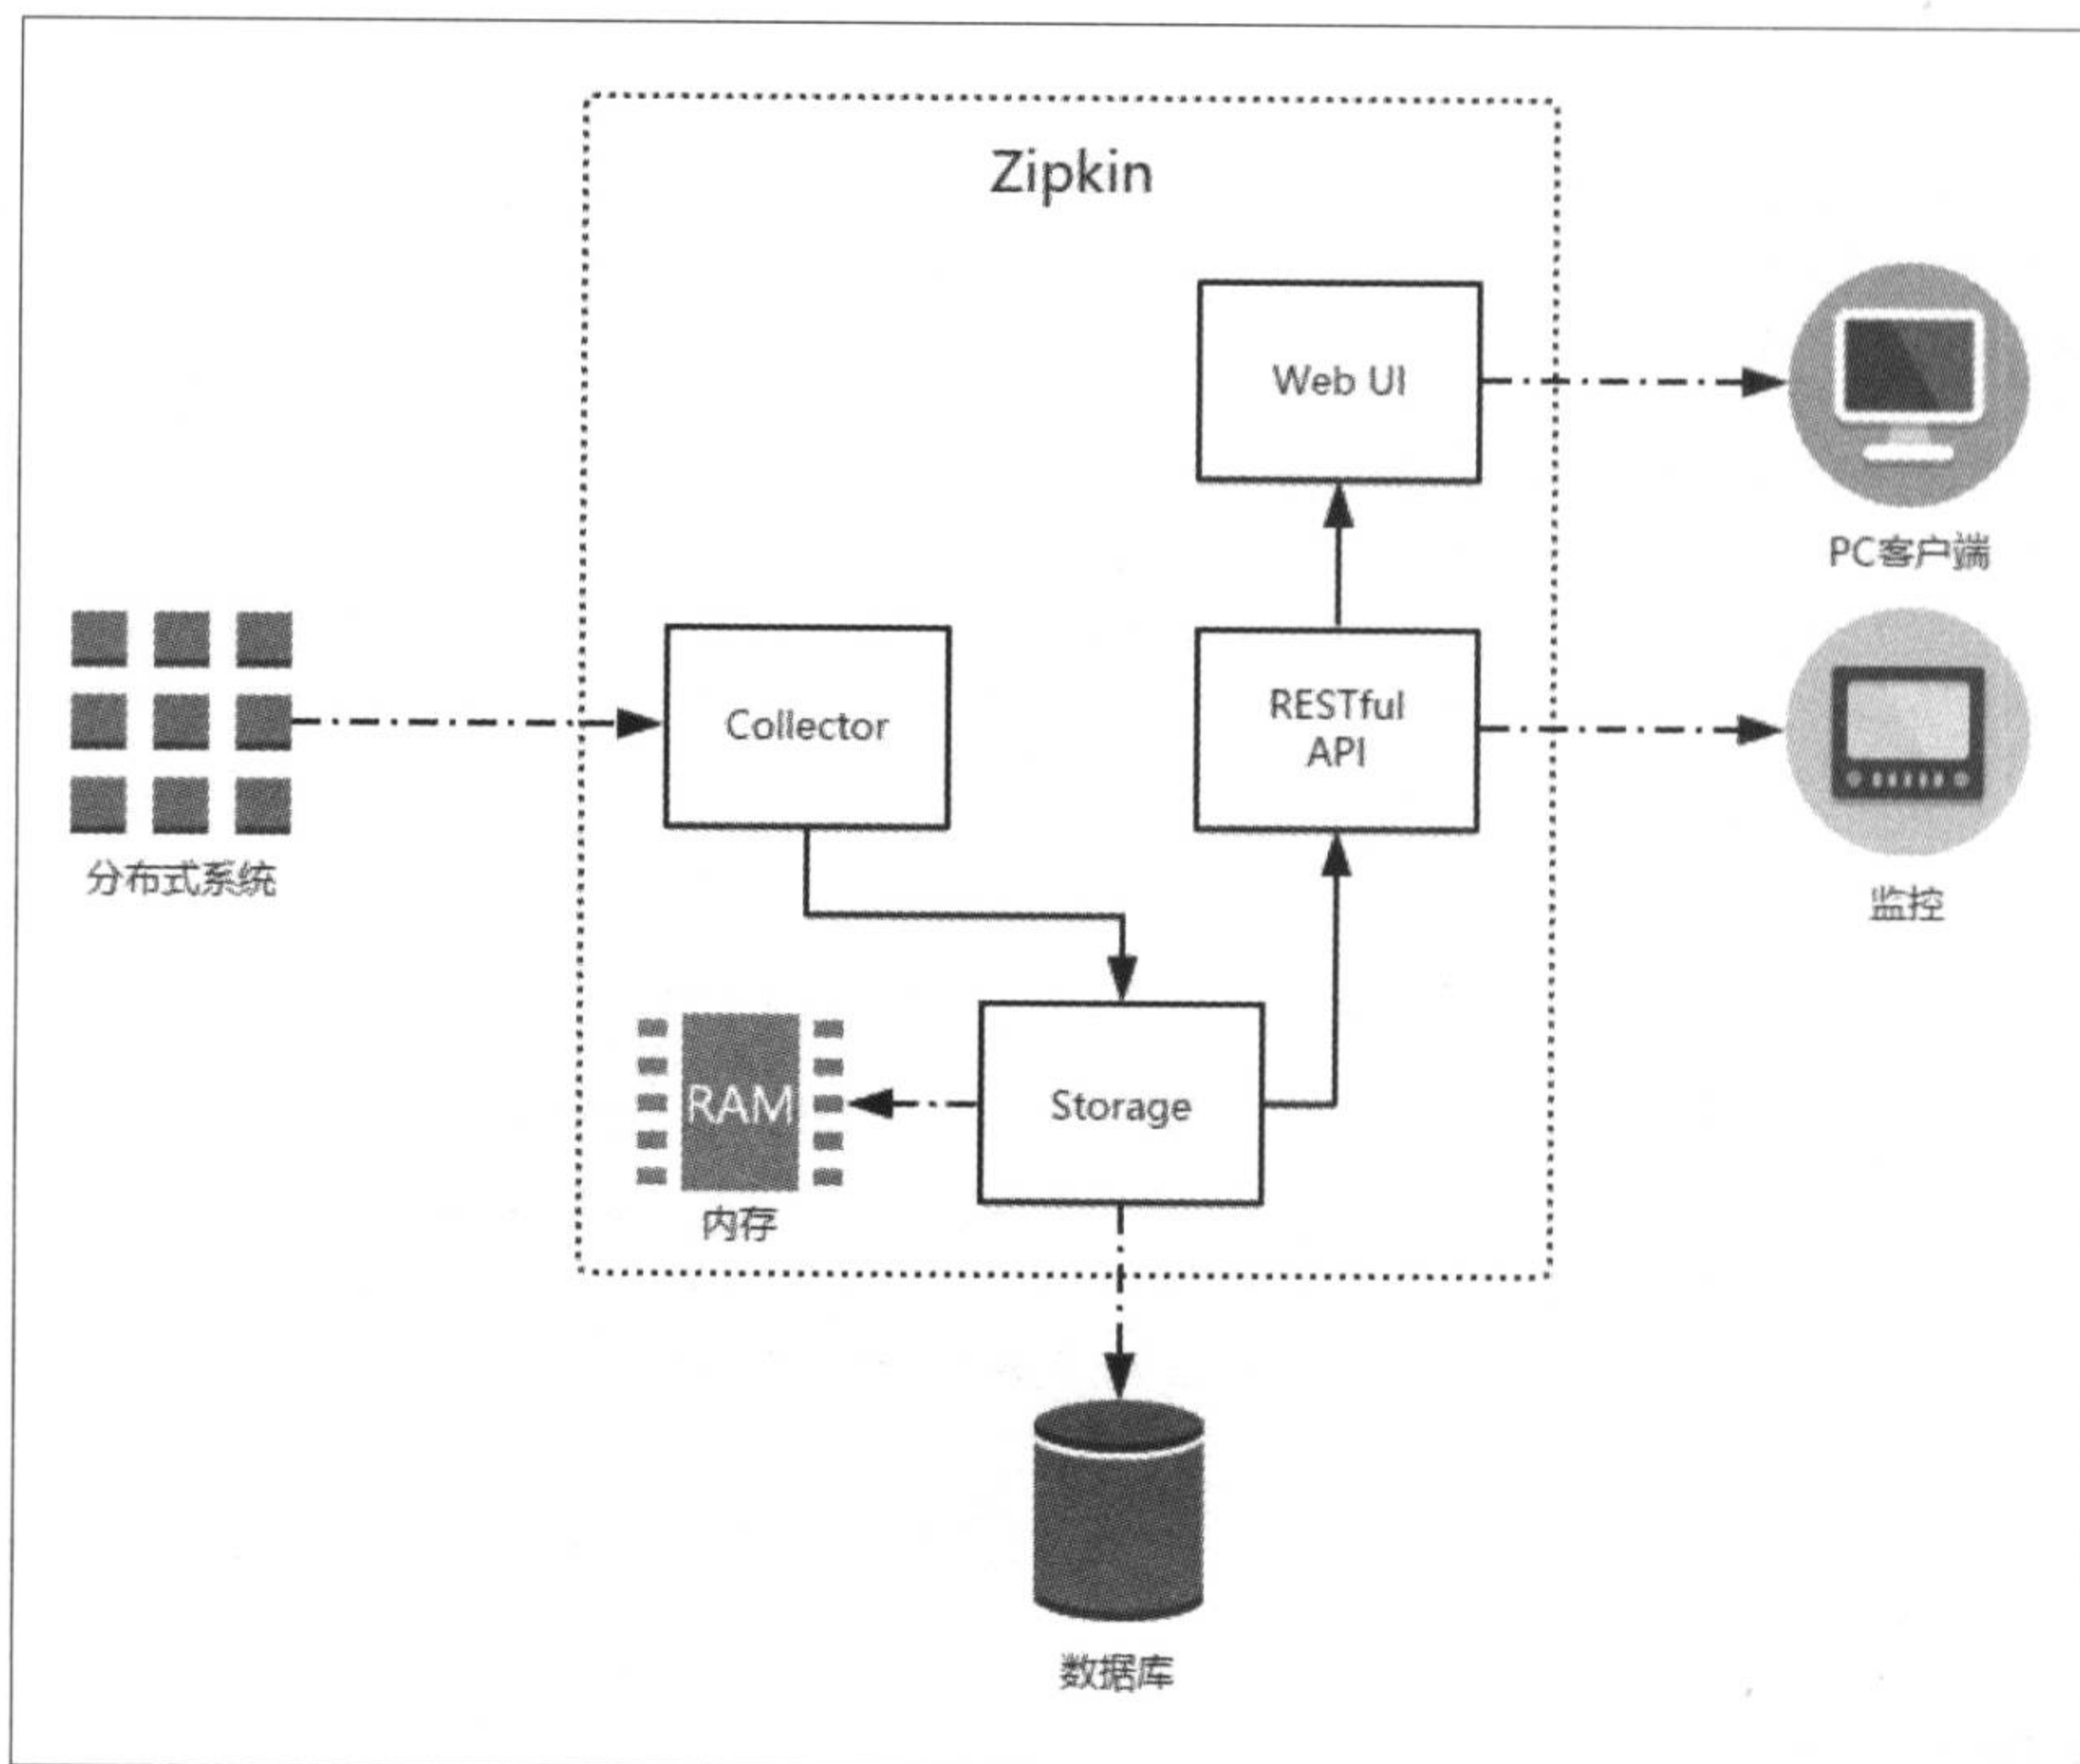 Zipkin
Web UI
PC客户端
Collector
RESTful
API
分布式系统
监控
RAM
Storage
内存
数据库